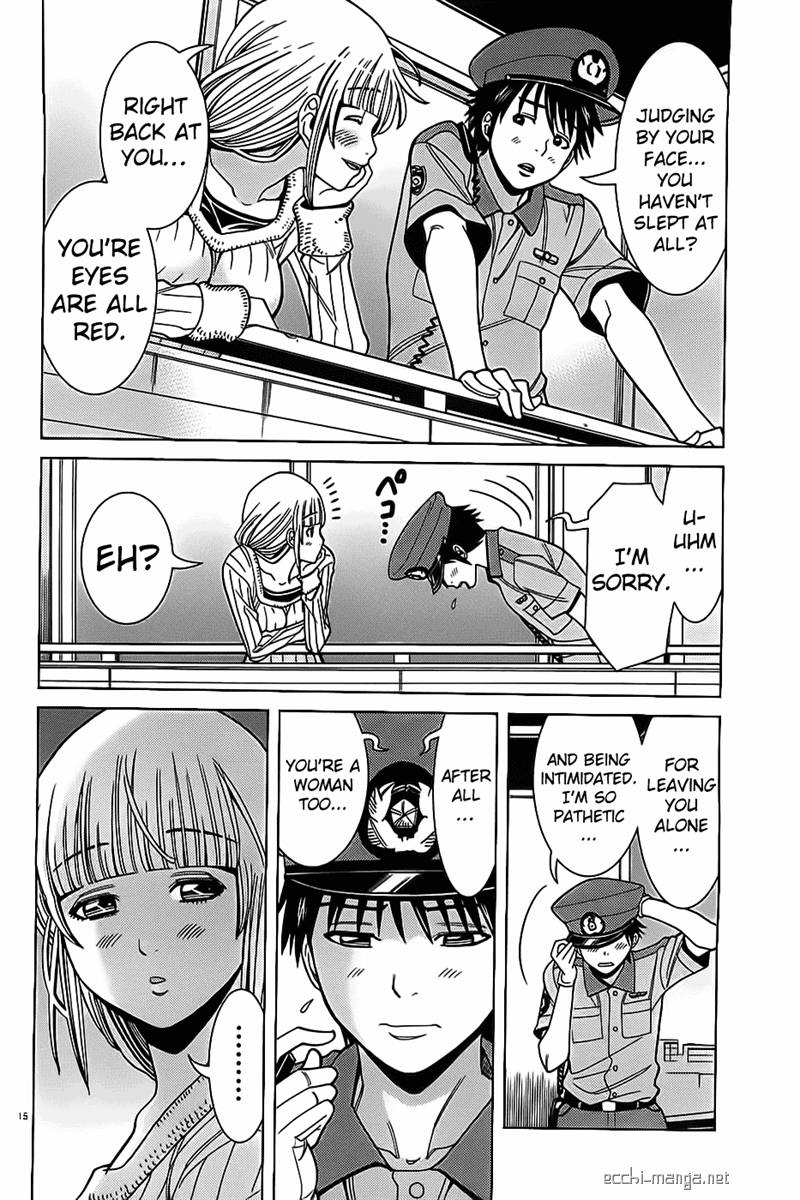 JUDGING
BY YOUR
FACE...
YOU
HAVEN'T
SLEPT AT
ALL?
RIGHT
BACK AT
YOU...
YOU'RE
EYES
ARE ALL
RED.
U-
UHM
...
I'M
SORRY.
ペコ...
EH?
FOR
LEAVING
YOU
ALONE
...
AND BEING
INTIMIDATED.
I'M SO
PATHETIC
...
AFTER
ALL
...
YOU'RE A
WOMAN
TOO...
........
15
ecchi-manga.net